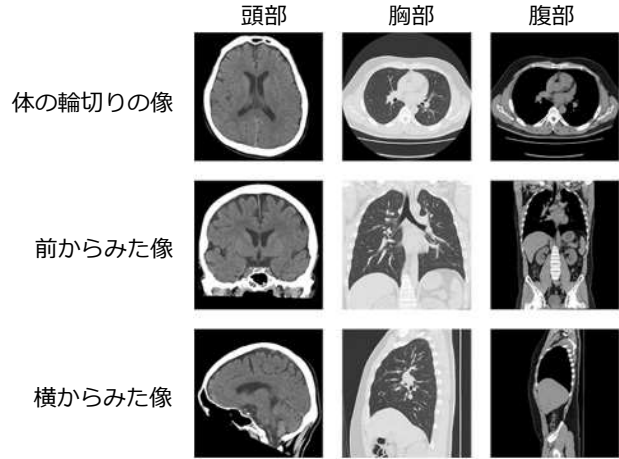 頭部 胸部 腹部
体の輪切りの像
前からみた像
横からみた像